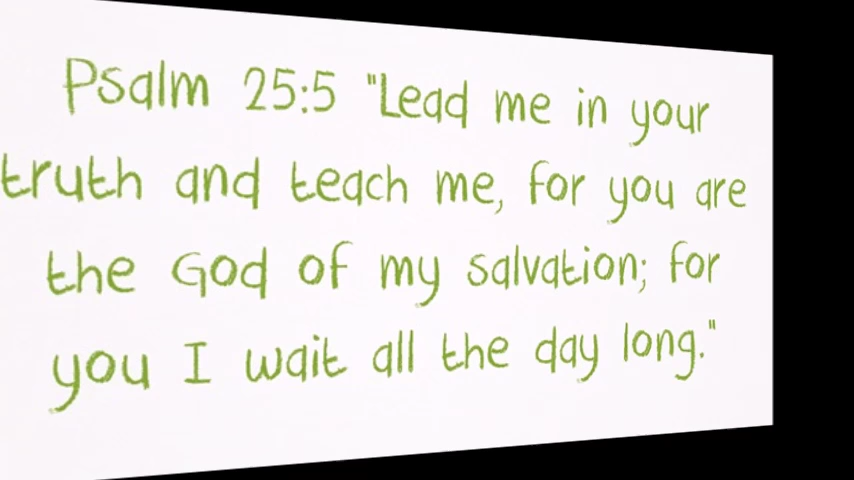 Psalm 25:5 "Lead me in your
truth and teach me, for you are
the God of my salvation; for
you I wait all the day long."